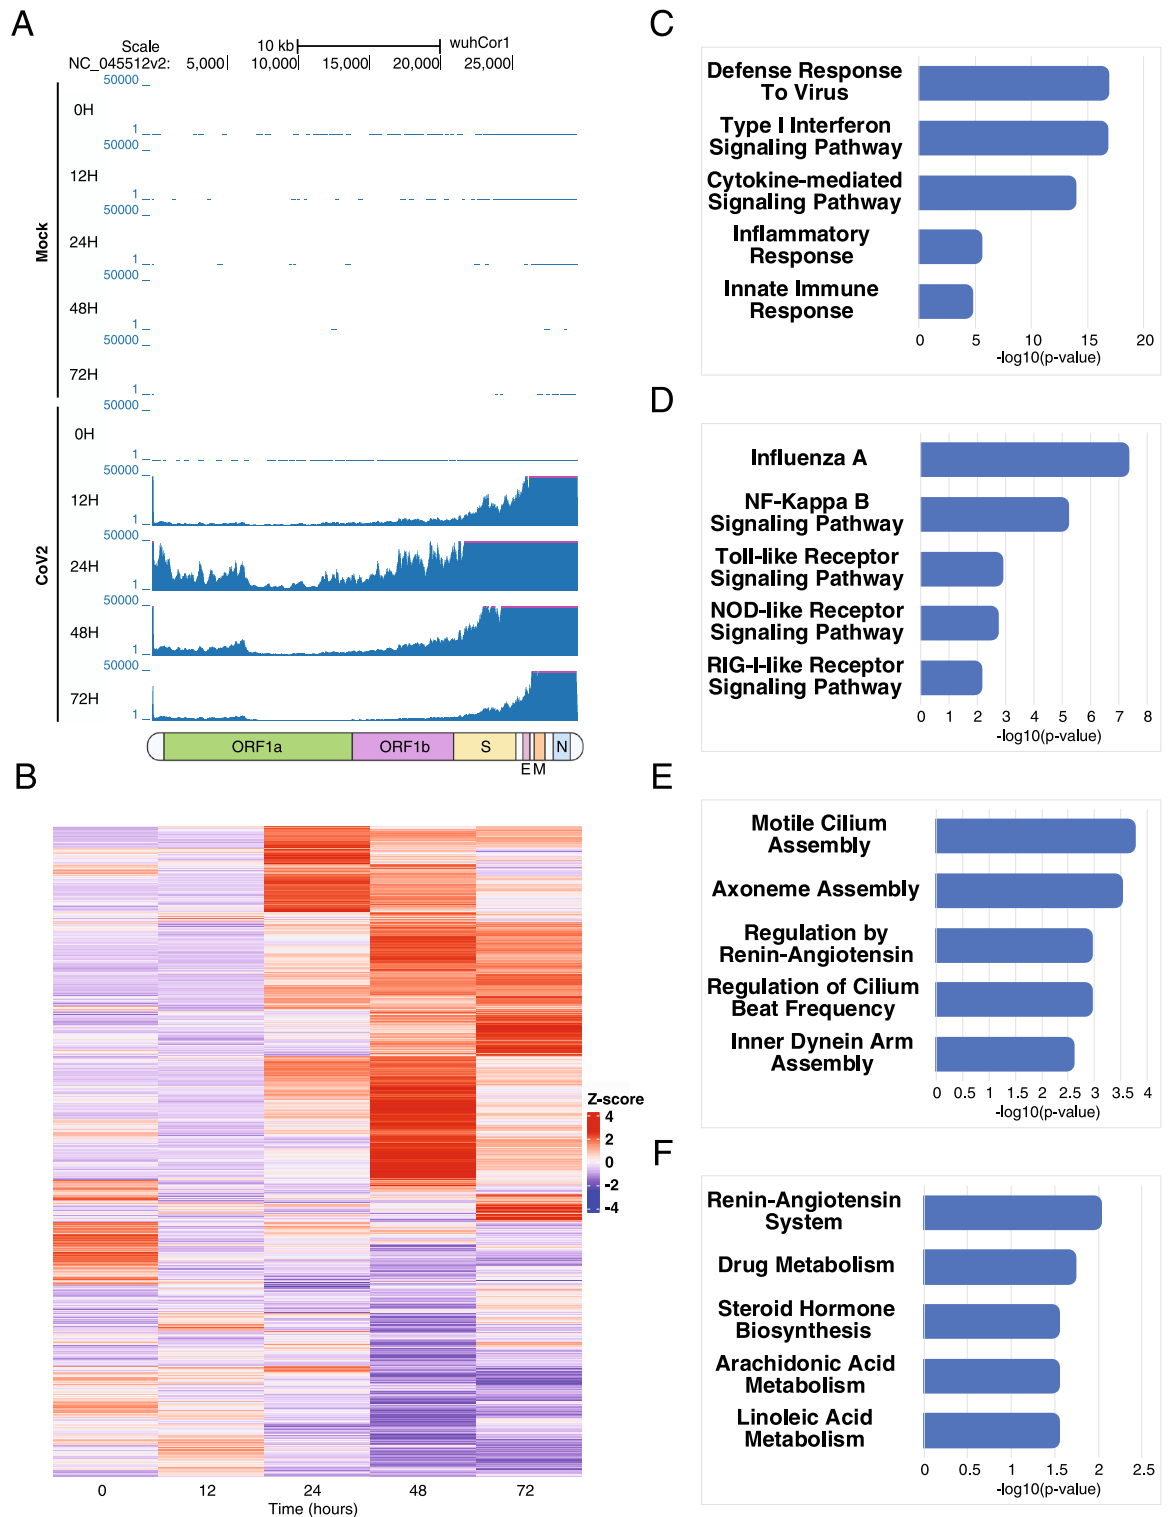 A
Scale 10 kb wuhCor1
NC_045512v2: 5,000 10,000 15,000 20,000 25,000
Mock
50000
0H
1
50000
12H
1
50000
24H
1
50000
48H
1
50000
72H
1
CoV2
50000
0H
1
50000
12H
1
50000
24H
1
50000
48H
1
50000
72H
1
ORF1a ORF1b S E M N
B
Z-score
4
2
0
-2
-4
0 12 24 48 72
Time (hours)
C
Defense Response
To Virus
Type I Interferon
Signaling Pathway
Cytokine-mediated
Signaling Pathway
Inflammatory
Response
Innate Immune
Response
0 5 10 15 20
-log10(p-value)
D
Influenza A
NF-Kappa B
Signaling Pathway
Toll-like Receptor
Signaling Pathway
NOD-like Receptor
Signaling Pathway
RIG-I-like Receptor
Signaling Pathway
0 1 2 3 4 5 6 7 8
-log10(p-value)
E
Motile Cilium
Assembly
Axoneme Assembly
Regulation by
Renin-Angiotensin
Regulation of Cilium
Beat Frequency
Inner Dynein Arm
Assembly
0 0.5 1 1.5 2 2.5 3 3.5 4
-log10(p-value)
F
Renin-Angiotensin
System
Drug Metabolism
Steroid Hormone
Biosynthesis
Arachidonic Acid
Metabolism
Linoleic Acid
Metabolism
0 0.5 1 1.5 2 2.5
-log10(p-value)